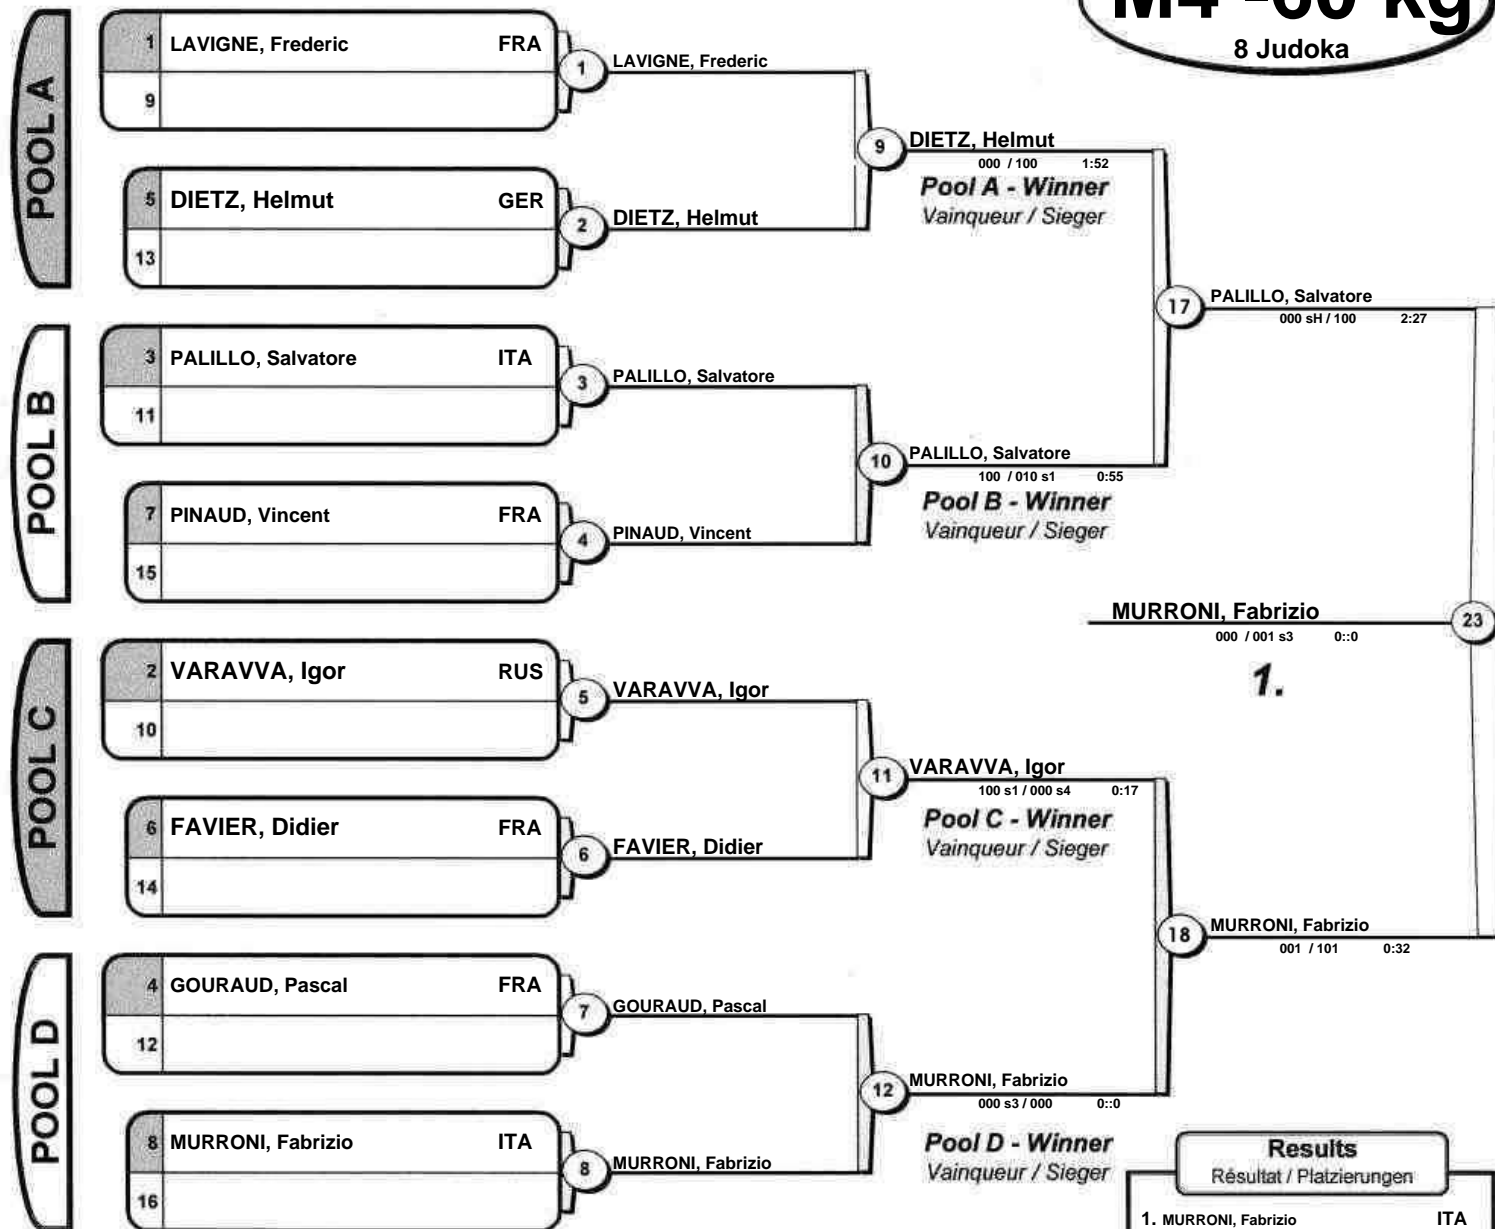 M4 -60 kg
8 Judoka
POOL A
1 LAVIGNE, Frederic FRA
9
1
LAVIGNE, Frederic
5 DIETZ, Helmut GER
13
2
DIETZ, Helmut
9
DIETZ, Helmut
000 / 100 1:52
Pool A - Winner
Vainqueur / Sieger
POOL B
3 PALILLO, Salvatore ITA
11
3
PALILLO, Salvatore
7 PINAUD, Vincent FRA
15
4
PINAUD, Vincent
10
PALILLO, Salvatore
100 / 010 s1 0:55
Pool B - Winner
Vainqueur / Sieger
17
PALILLO, Salvatore
000 sH / 100 2:27
MURRONI, Fabrizio
000 / 001 s3 0::0
23
1.
POOL C
2 VARAVVA, Igor RUS
10
5
VARAVVA, Igor
6 FAVIER, Didier FRA
14
6
FAVIER, Didier
11
VARAVVA, Igor
100 s1 / 000 s4 0:17
Pool C - Winner
Vainqueur / Sieger
POOL D
4 GOURAUD, Pascal FRA
12
7
GOURAUD, Pascal
8 MURRONI, Fabrizio ITA
16
8
MURRONI, Fabrizio
12
MURRONI, Fabrizio
000 s3 / 000 0::0
Pool D - Winner
Vainqueur / Sieger
18
MURRONI, Fabrizio
001 / 101 0:32
Results
Résultat / Platzierungen
1. MURRONI, Fabrizio ITA